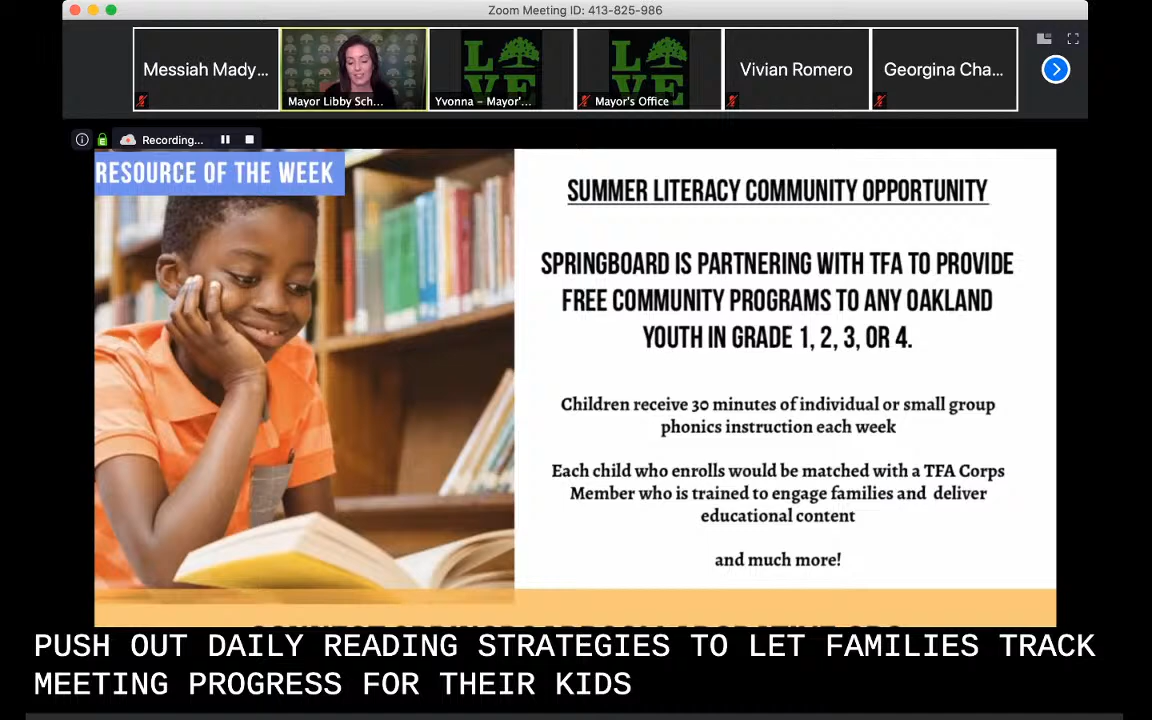 Zoom Meeting ID: 413-825-986
Messiah Mady...
Mayor Libby Sch...
LOVE
Yvonna – Mayor'...
LOVE
Mayor's Office
Vivian Romero
Georgina Cha...
Recording...
RESOURCE OF THE WEEK
SUMMER LITERACY COMMUNITY OPPORTUNITY
SPRINGBOARD IS PARTNERING WITH TFA TO PROVIDE
FREE COMMUNITY PROGRAMS TO ANY OAKLAND
YOUTH IN GRADE 1, 2, 3, OR 4.
Children receive 30 minutes of individual or small group
phonics instruction each week
Each child who enrolls would be matched with a TFA Corps
Member who is trained to engage families and deliver
educational content
and much more!
PUSH OUT DAILY READING STRATEGIES TO LET FAMILIES TRACK
MEETING PROGRESS FOR THEIR KIDS